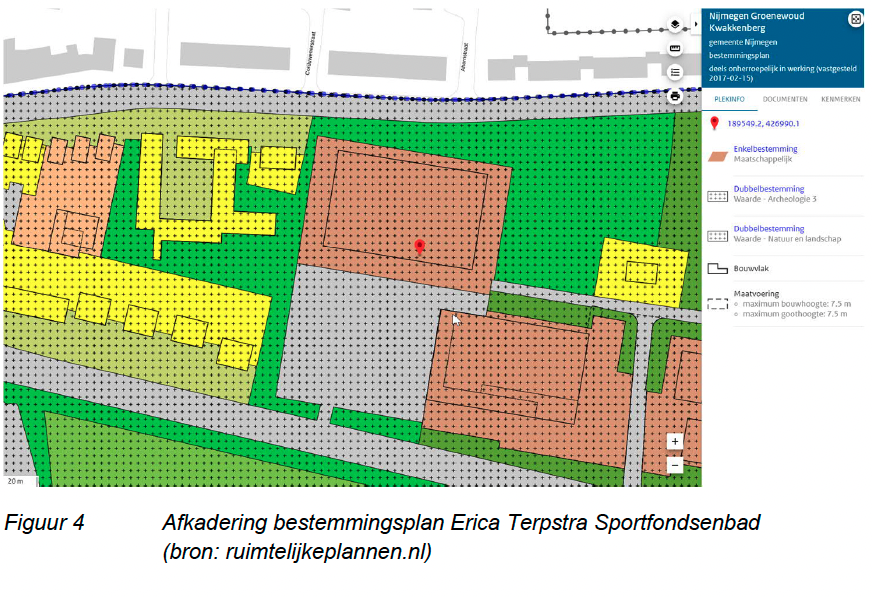 Coulovestraat
Nijmegen Groenewoud
Kwakkenberg
gemeente Nijmegen
bestemmingsplan
deels onherroepelijk in werking (vastgesteld
2017-02-15)
PLEKINFO DOCUMENTEN KENMERKEN
189549.2, 426990.1
Enkelbestemming
Maatschappelijk
Dubbelbestemming
Waarde - Archeologie 3
Dubbelbestemming
Waarde - Natuur en landschap
Bouwvlak
Maatvoering
maximum bouwhoogte: 7.5 m
maximum goothoogte: 7.5 m
+
−
20 m
Figuur 4 Afkadering bestemmingsplan Erica Terpstra Sportfondsenbad
(bron: ruimtelijkeplannen.nl)